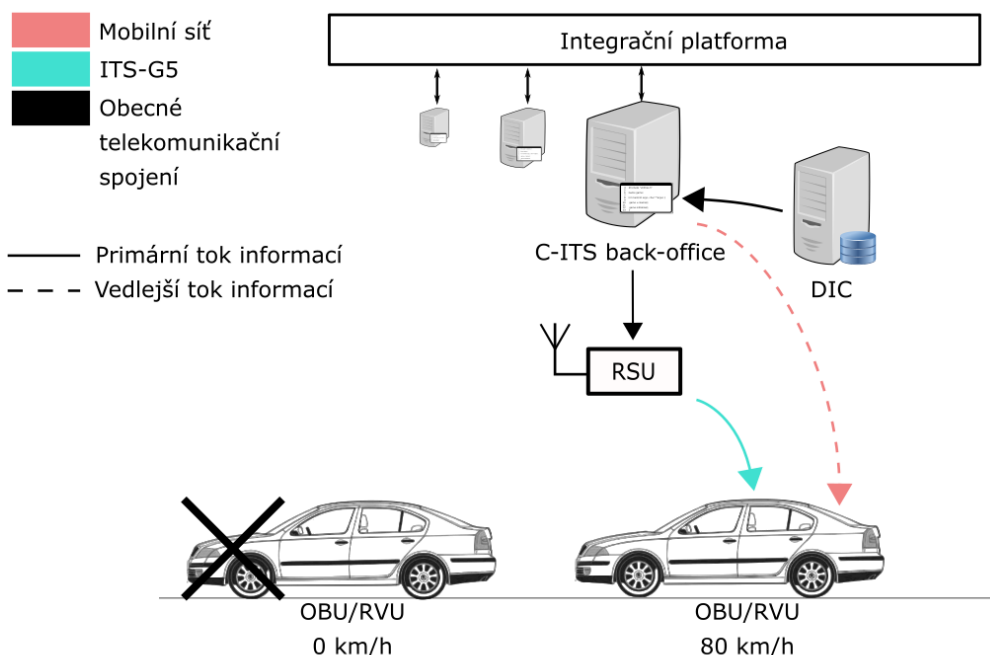 Mobilní síť
ITS-G5
Obecné
telekomunikační
spojení
Primární tok informací
Vedlejší tok informací
Integrační platforma
C-ITS back-office
DIC
RSU
OBU/RVU
0 km/h
OBU/RVU
80 km/h